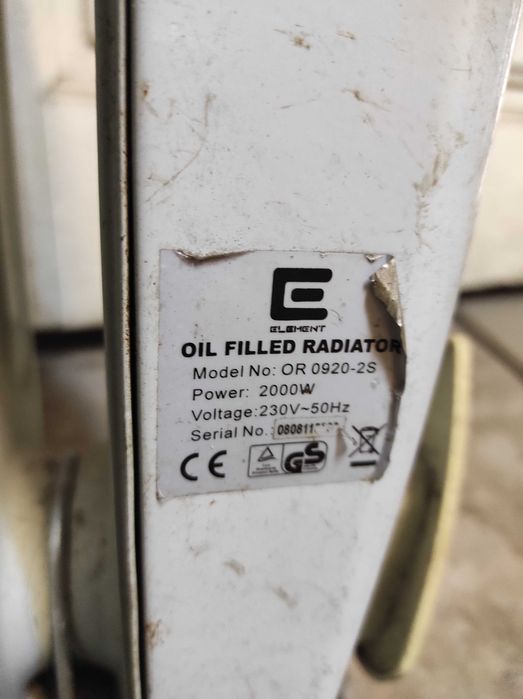 E
ELEMENT
OIL FILLED RADIATOR
Model No: OR 0920-2S
Power: 2000W
Voltage:230V~50Hz
Serial No.:
CE
GS